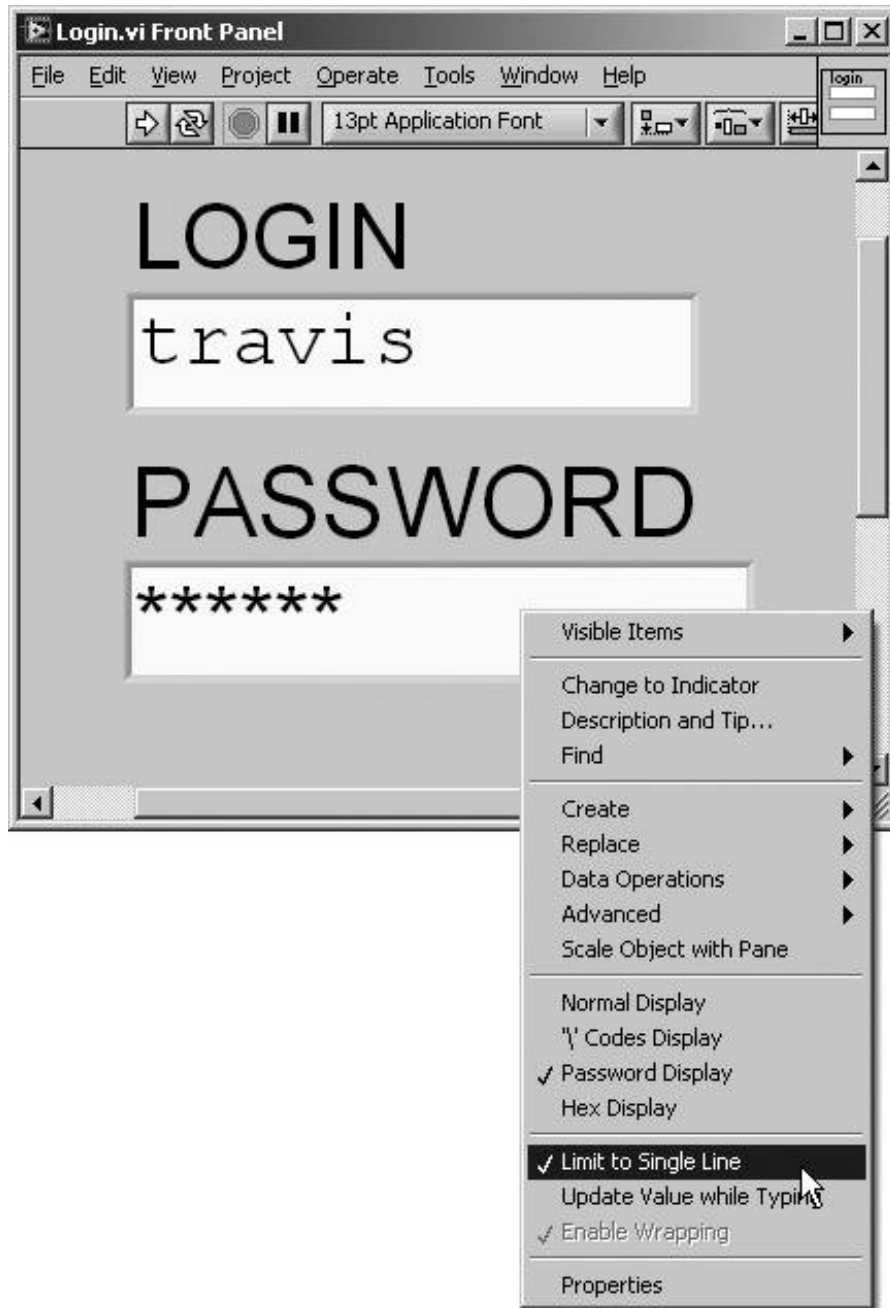 Login.vi Front Panel
File Edit View Project Operate Tools Window Help
login
13pt Application Font
LOGIN
travis
PASSWORD
******
Visible Items
Change to Indicator
Description and Tip...
Find
Create
Replace
Data Operations
Advanced
Scale Object with Pane
Normal Display
'\' Codes Display
Password Display
Hex Display
Limit to Single Line
Update Value while Typing
Enable Wrapping
Properties